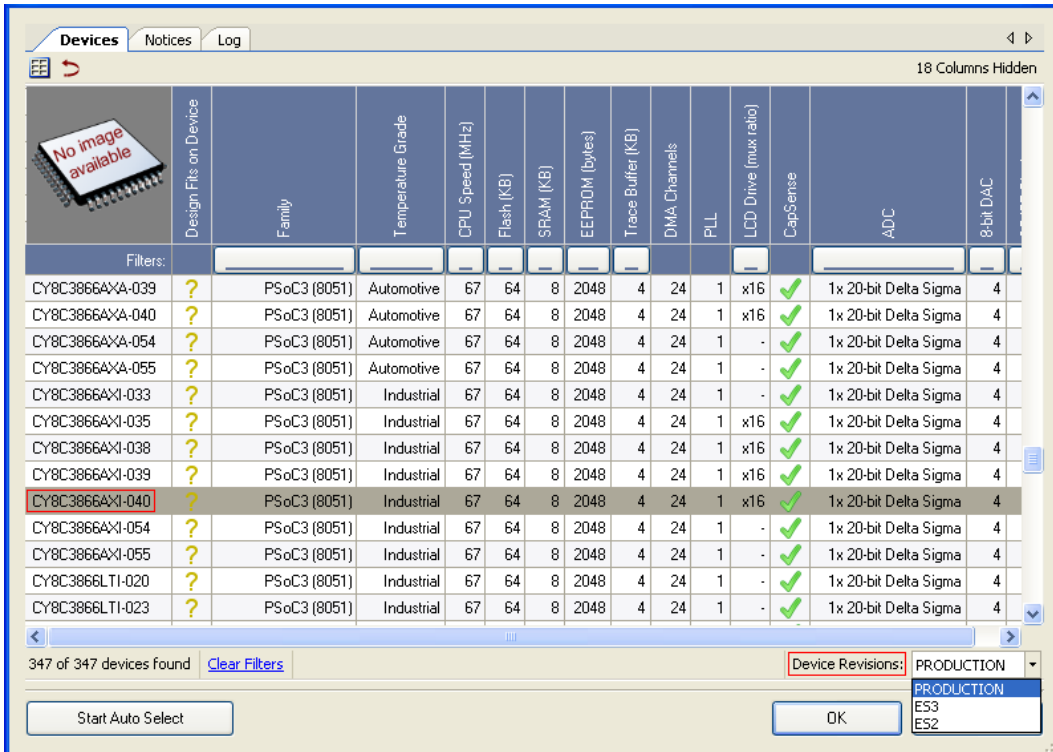 Devices Notices Log
18 Columns Hidden
No image available
Design Fits on Device
Family
Temperature Grade
CPU Speed (MHz)
Flash (KB)
SRAM (KB)
EEPROM (bytes)
Trace Buffer (KB)
DMA Channels
PLL
LCD Drive (mux ratio)
CapSense
ADC
8-bit DAC
Filters:
CY8C3866AXA-039 ? PSoC3 (8051) Automotive 67 64 8 2048 4 24 1 x16 1x 20-bit Delta Sigma 4
CY8C3866AXA-040 ? PSoC3 (8051) Automotive 67 64 8 2048 4 24 1 x16 1x 20-bit Delta Sigma 4
CY8C3866AXA-054 ? PSoC3 (8051) Automotive 67 64 8 2048 4 24 1 - 1x 20-bit Delta Sigma 4
CY8C3866AXA-055 ? PSoC3 (8051) Automotive 67 64 8 2048 4 24 1 - 1x 20-bit Delta Sigma 4
CY8C3866AXI-033 ? PSoC3 (8051) Industrial 67 64 8 2048 4 24 1 - 1x 20-bit Delta Sigma 4
CY8C3866AXI-035 ? PSoC3 (8051) Industrial 67 64 8 2048 4 24 1 x16 1x 20-bit Delta Sigma 4
CY8C3866AXI-038 ? PSoC3 (8051) Industrial 67 64 8 2048 4 24 1 x16 1x 20-bit Delta Sigma 4
CY8C3866AXI-039 ? PSoC3 (8051) Industrial 67 64 8 2048 4 24 1 x16 1x 20-bit Delta Sigma 4
CY8C3866AXI-040 ? PSoC3 (8051) Industrial 67 64 8 2048 4 24 1 x16 1x 20-bit Delta Sigma 4
CY8C3866AXI-054 ? PSoC3 (8051) Industrial 67 64 8 2048 4 24 1 - 1x 20-bit Delta Sigma 4
CY8C3866AXI-055 ? PSoC3 (8051) Industrial 67 64 8 2048 4 24 1 - 1x 20-bit Delta Sigma 4
CY8C3866LTI-020 ? PSoC3 (8051) Industrial 67 64 8 2048 4 24 1 - 1x 20-bit Delta Sigma 4
CY8C3866LTI-023 ? PSoC3 (8051) Industrial 67 64 8 2048 4 24 1 - 1x 20-bit Delta Sigma 4
347 of 347 devices found Clear Filters Device Revisions: PRODUCTION
PRODUCTION
ES3
ES2
Start Auto Select OK